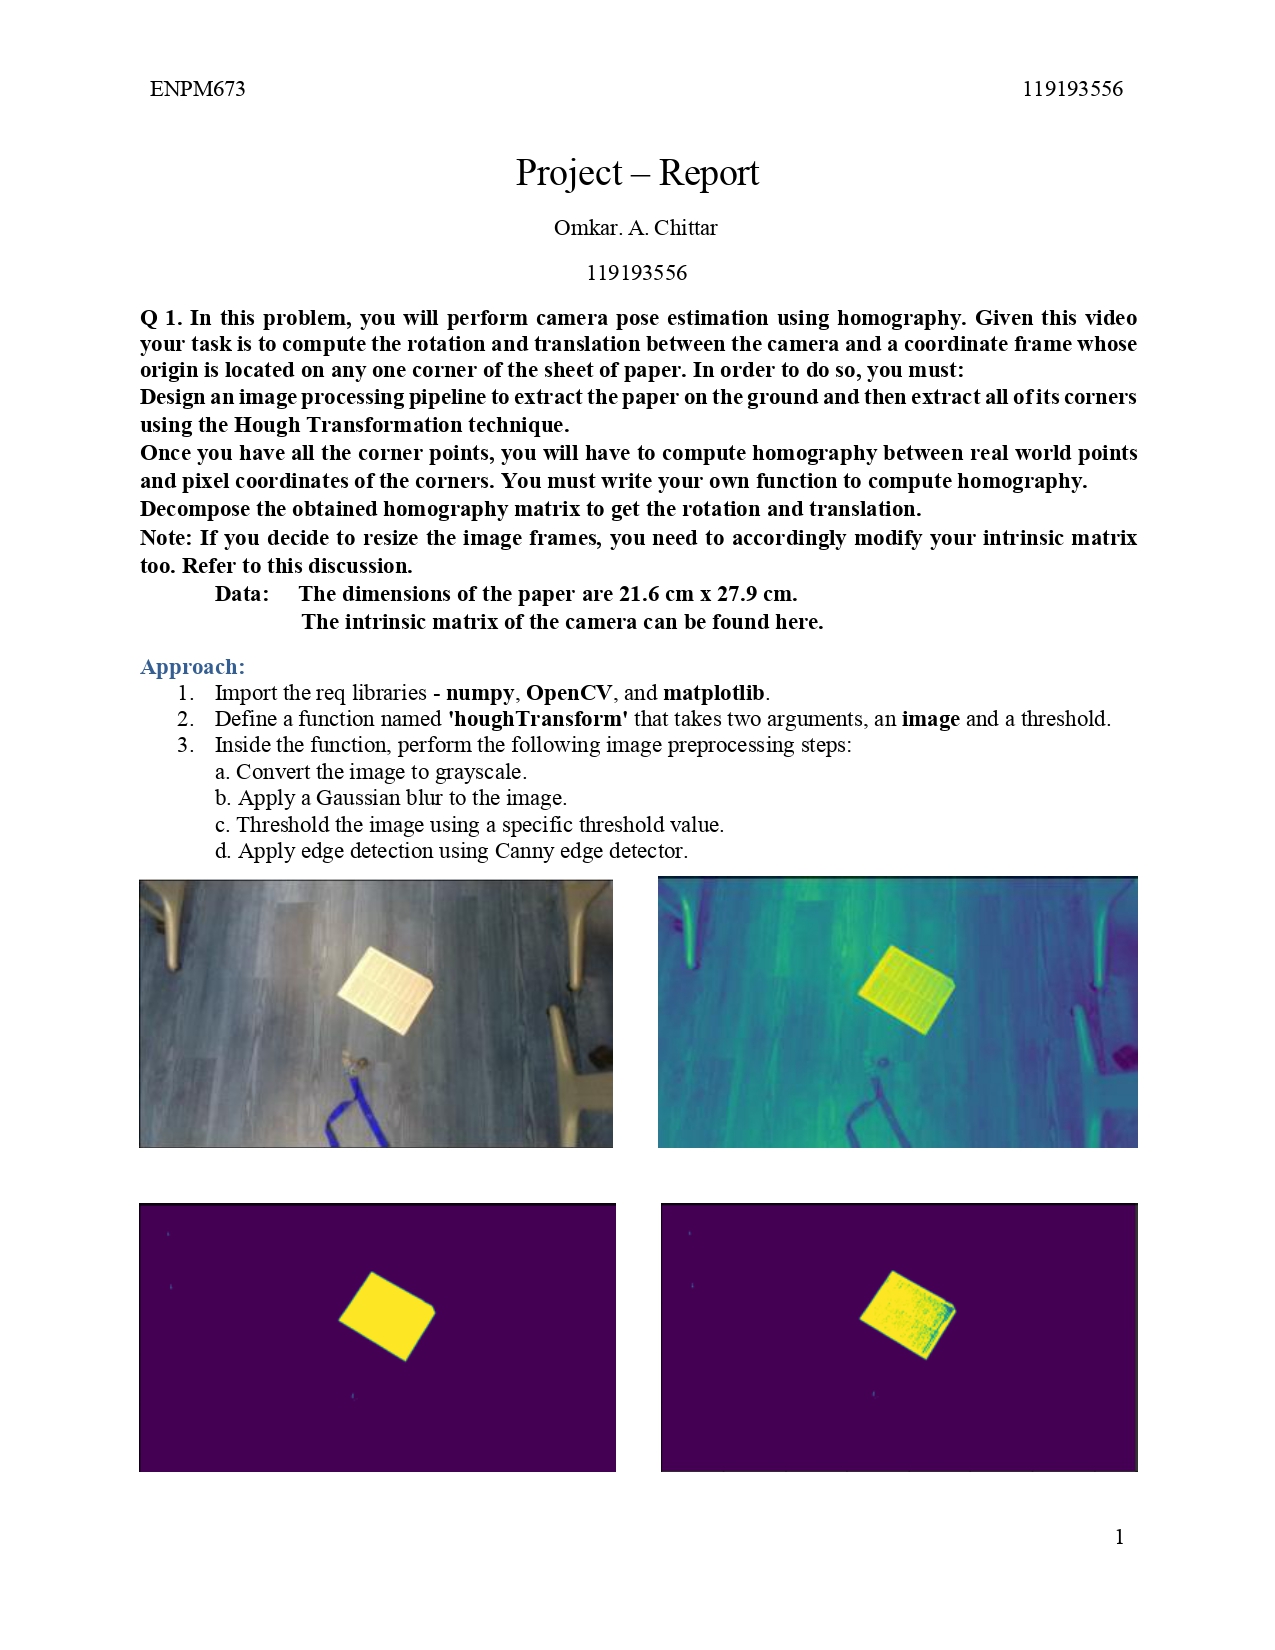 ENPM673 119193556
Project – Report
Omkar. A. Chittar
119193556
Q 1. In this problem, you will perform camera pose estimation using homography. Given this video
your task is to compute the rotation and translation between the camera and a coordinate frame whose
origin is located on any one corner of the sheet of paper. In order to do so, you must:
Design an image processing pipeline to extract the paper on the ground and then extract all of its corners
using the Hough Transformation technique.
Once you have all the corner points, you will have to compute homography between real world points
and pixel coordinates of the corners. You must write your own function to compute homography.
Decompose the obtained homography matrix to get the rotation and translation.
Note: If you decide to resize the image frames, you need to accordingly modify your intrinsic matrix
too. Refer to this discussion.
Data: The dimensions of the paper are 21.6 cm x 27.9 cm.
The intrinsic matrix of the camera can be found here.
Approach:
1. Import the req libraries - numpy, OpenCV, and matplotlib.
2. Define a function named 'houghTransform' that takes two arguments, an image and a threshold.
3. Inside the function, perform the following image preprocessing steps:
a. Convert the image to grayscale.
b. Apply a Gaussian blur to the image.
c. Threshold the image using a specific threshold value.
d. Apply edge detection using Canny edge detector.
1